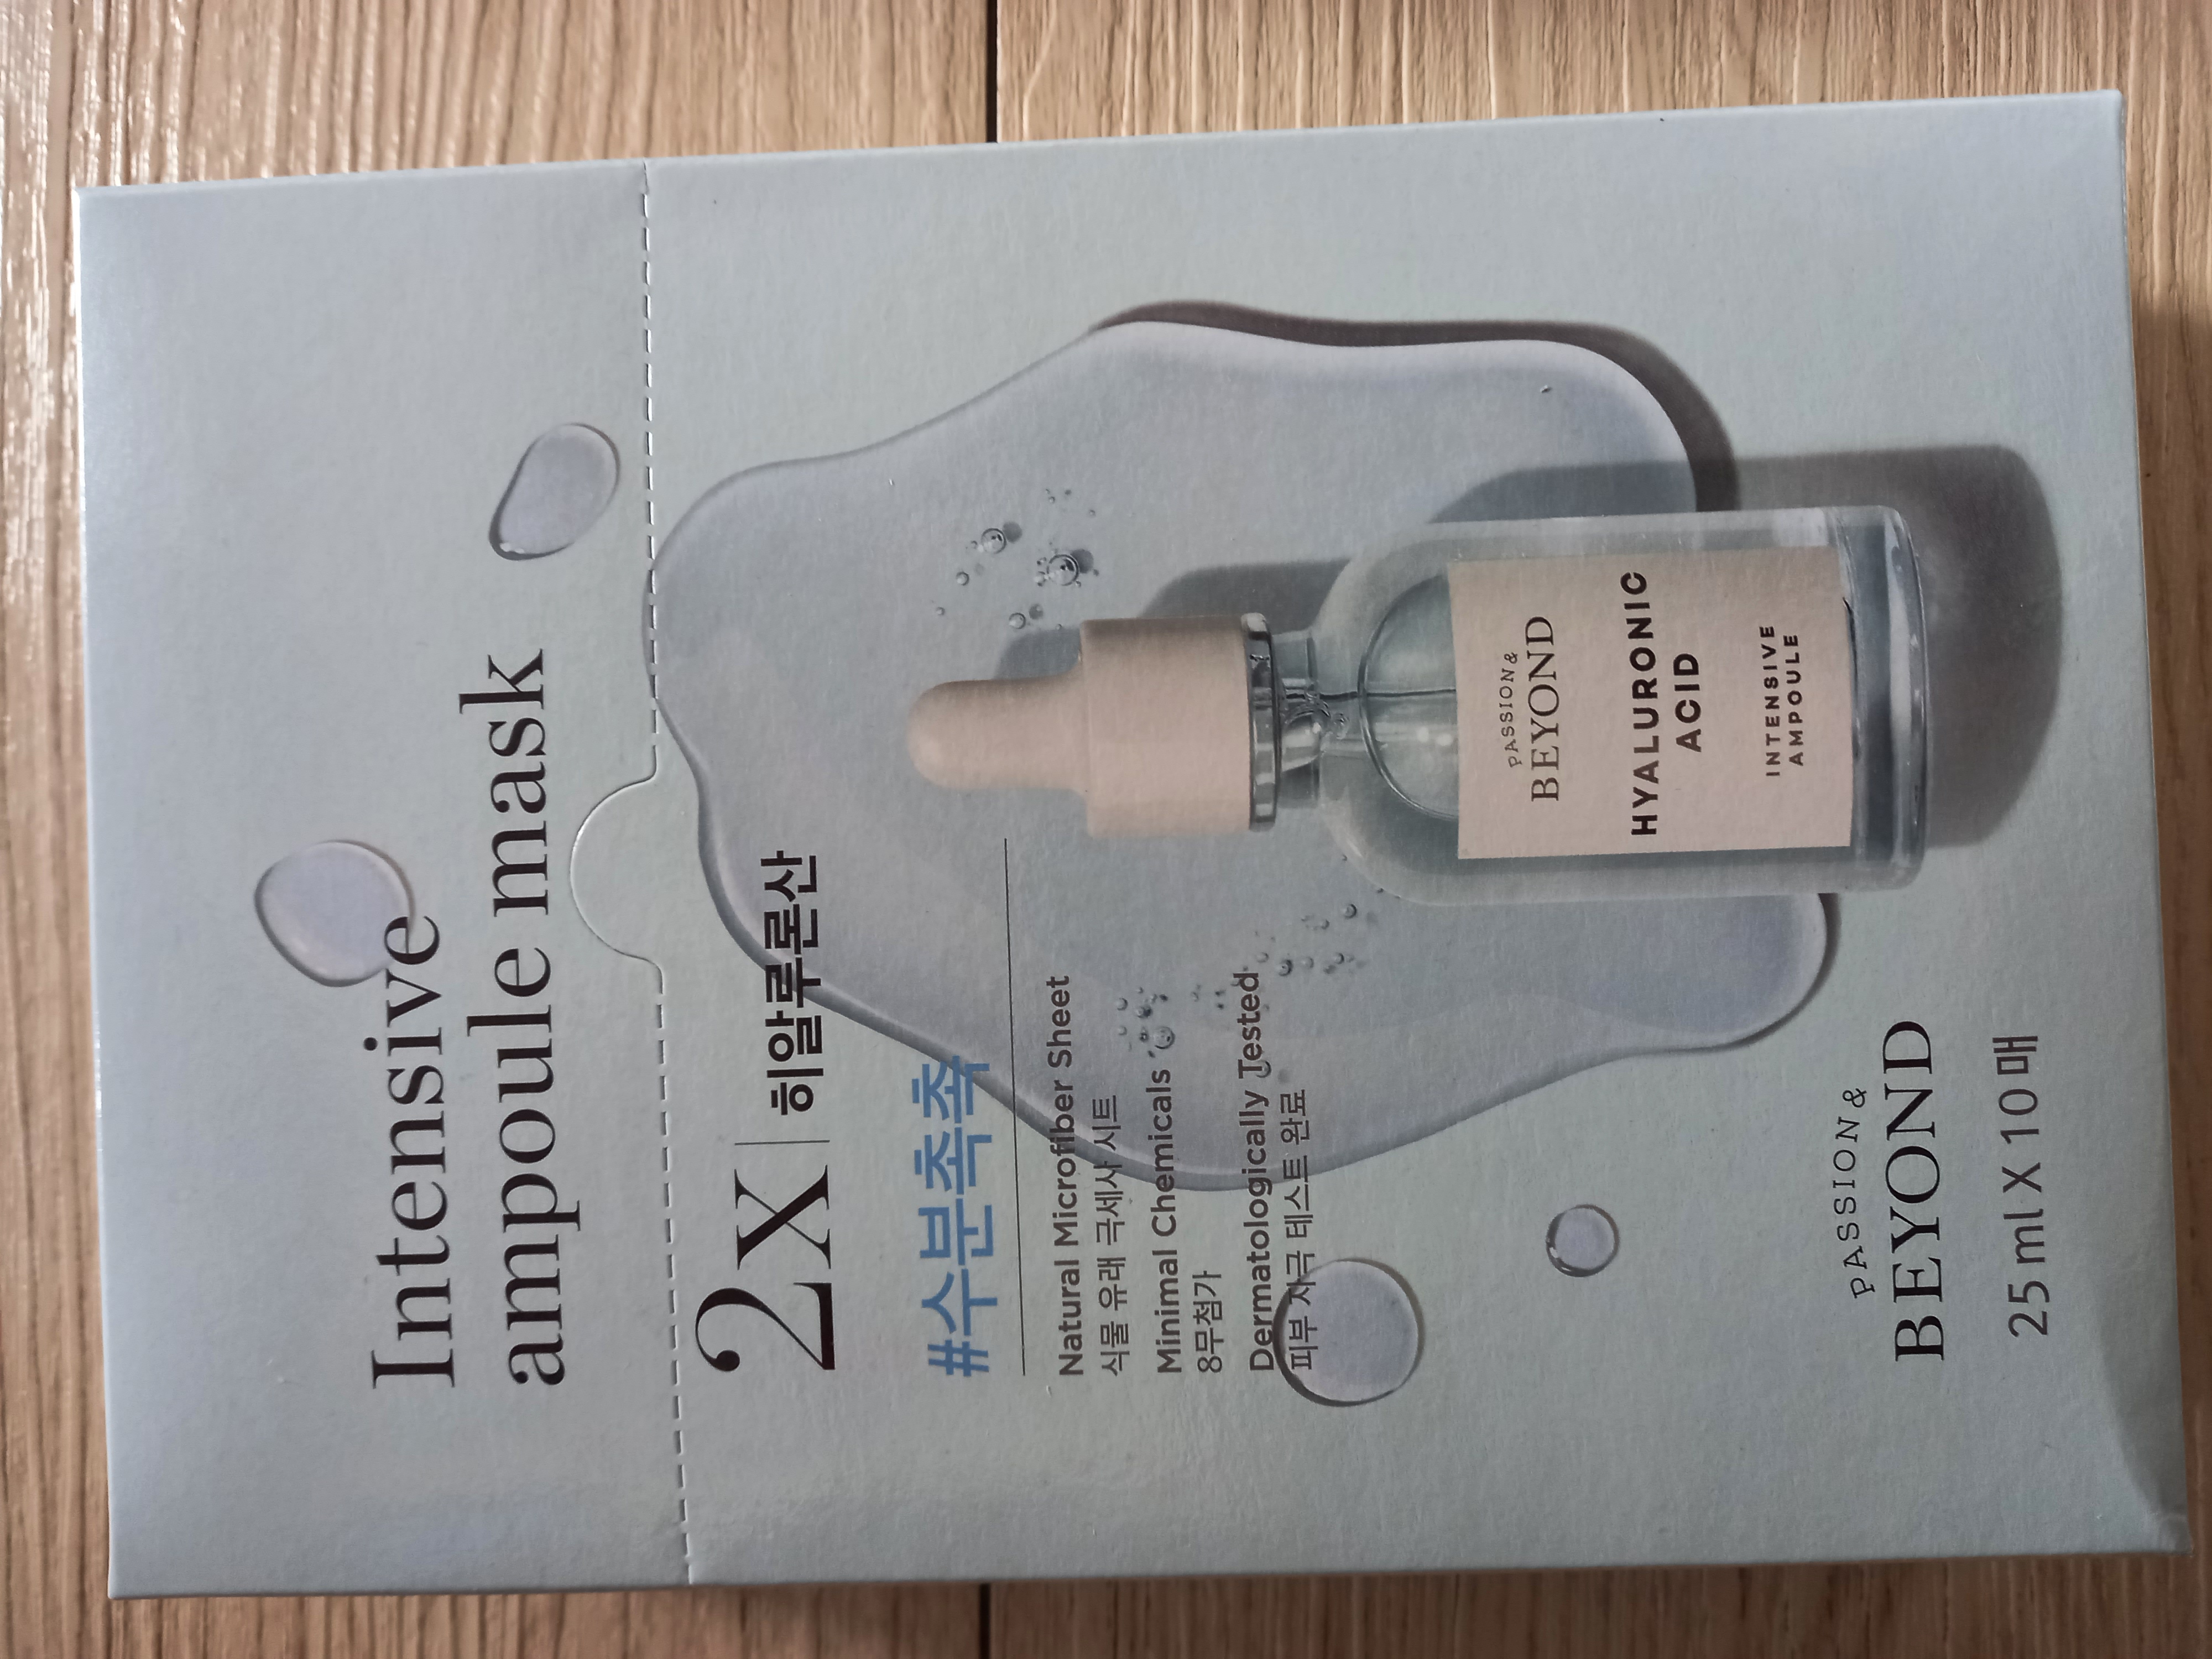 Intensive
ampoule mask
2X | 히알루론산
#수분촉촉
Natural Microfiber Sheet
식물 유래 극세사 시트
Minimal Chemicals
8무첨가
Dermatologically Tested
피부 자극 테스트 완료
PASSION &
BEYOND
HYALURONIC
ACID
INTENSIVE
AMPOULE
PASSION &
BEYOND
25 ml X 10 매